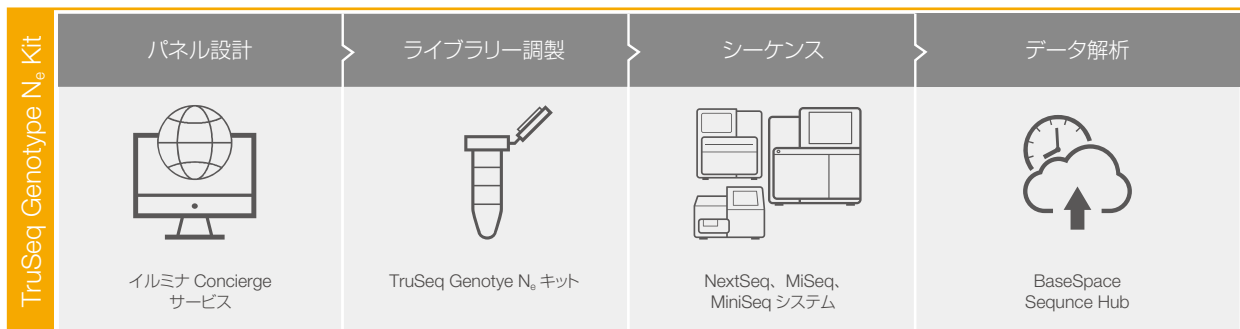 TruSeq Genotype Ne Kit
パネル設計
ライブラリー調製
シーケンス
データ解析
イルミナ Concierge
サービス
TruSeq Genotye Ne キット
NextSeq、MiSeq、
MiniSeq システム
BaseSpace
Sequnce Hub